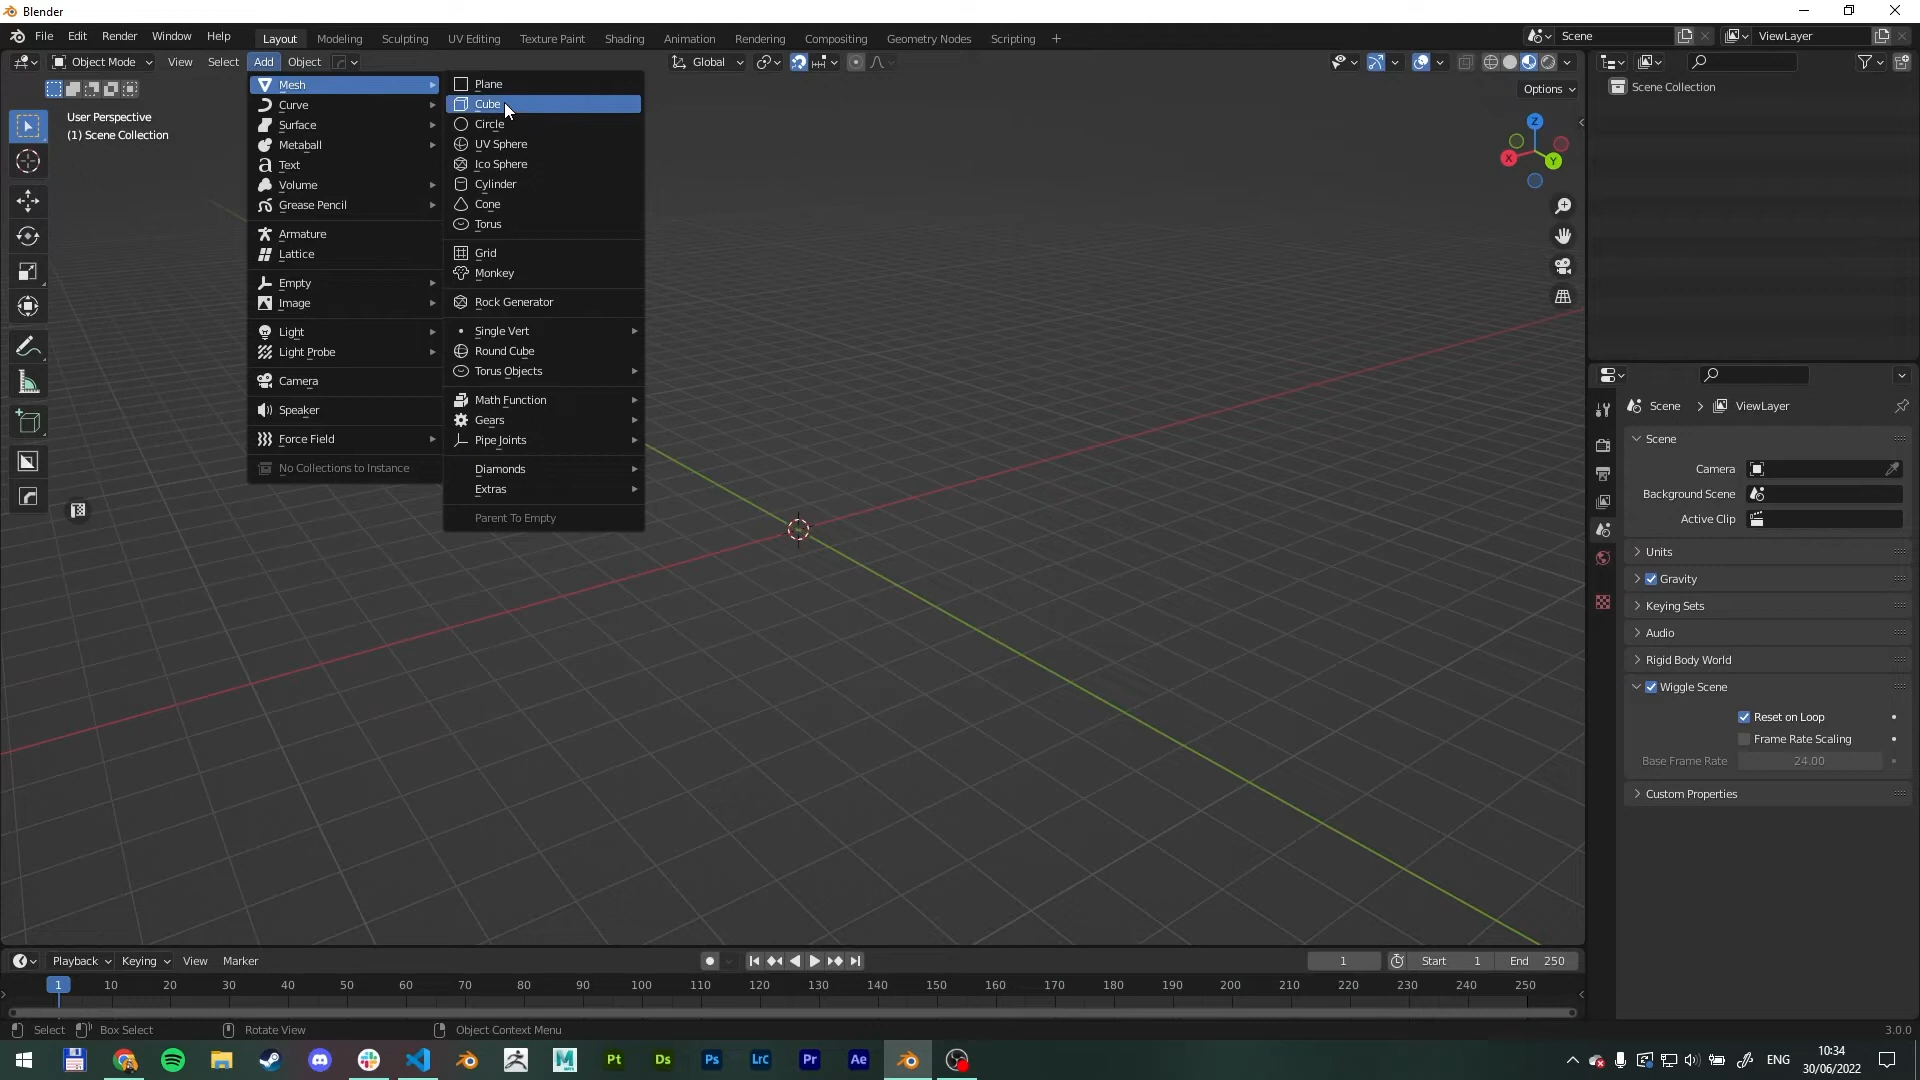 Blender
File Edit Render Window Help Layout Modeling Sculpting UV Editing Texture Paint Shading Animation Rendering Compositing Geometry Nodes Scripting + Scene ViewLayer
Object Mode View Select Add Object Global
Options
User Perspective
(1) Scene Collection
Mesh
Curve
Surface
Metaball
Text
Volume
Grease Pencil
Armature
Lattice
Empty
Image
Light
Light Probe
Camera
Speaker
Force Field
No Collections to Instance
Plane
Cube
Circle
UV Sphere
Ico Sphere
Cylinder
Cone
Torus
Grid
Monkey
Rock Generator
Single Vert
Round Cube
Torus Objects
Math Function
Gears
Pipe Joints
Diamonds
Extras
Parent To Empty
Z
X
Y
Scene Collection
Scene > ViewLayer
Scene
Camera
Background Scene
Active Clip
Units
Gravity
Keying Sets
Audio
Rigid Body World
Wiggle Scene
Reset on Loop
Frame Rate Scaling
Base Frame Rate 24.00
Custom Properties
Playback Keying View Marker 1 Start 1 End 250
1 10 20 30 40 50 60 70 80 90 100 110 120 130 140 150 160 170 180 190 200 210 220 230 240 250
Select Box Select Rotate View Object Context Menu 3.0.0
Pt Ds Ps Lrc Pr Ae ENG 10:34
30/06/2022